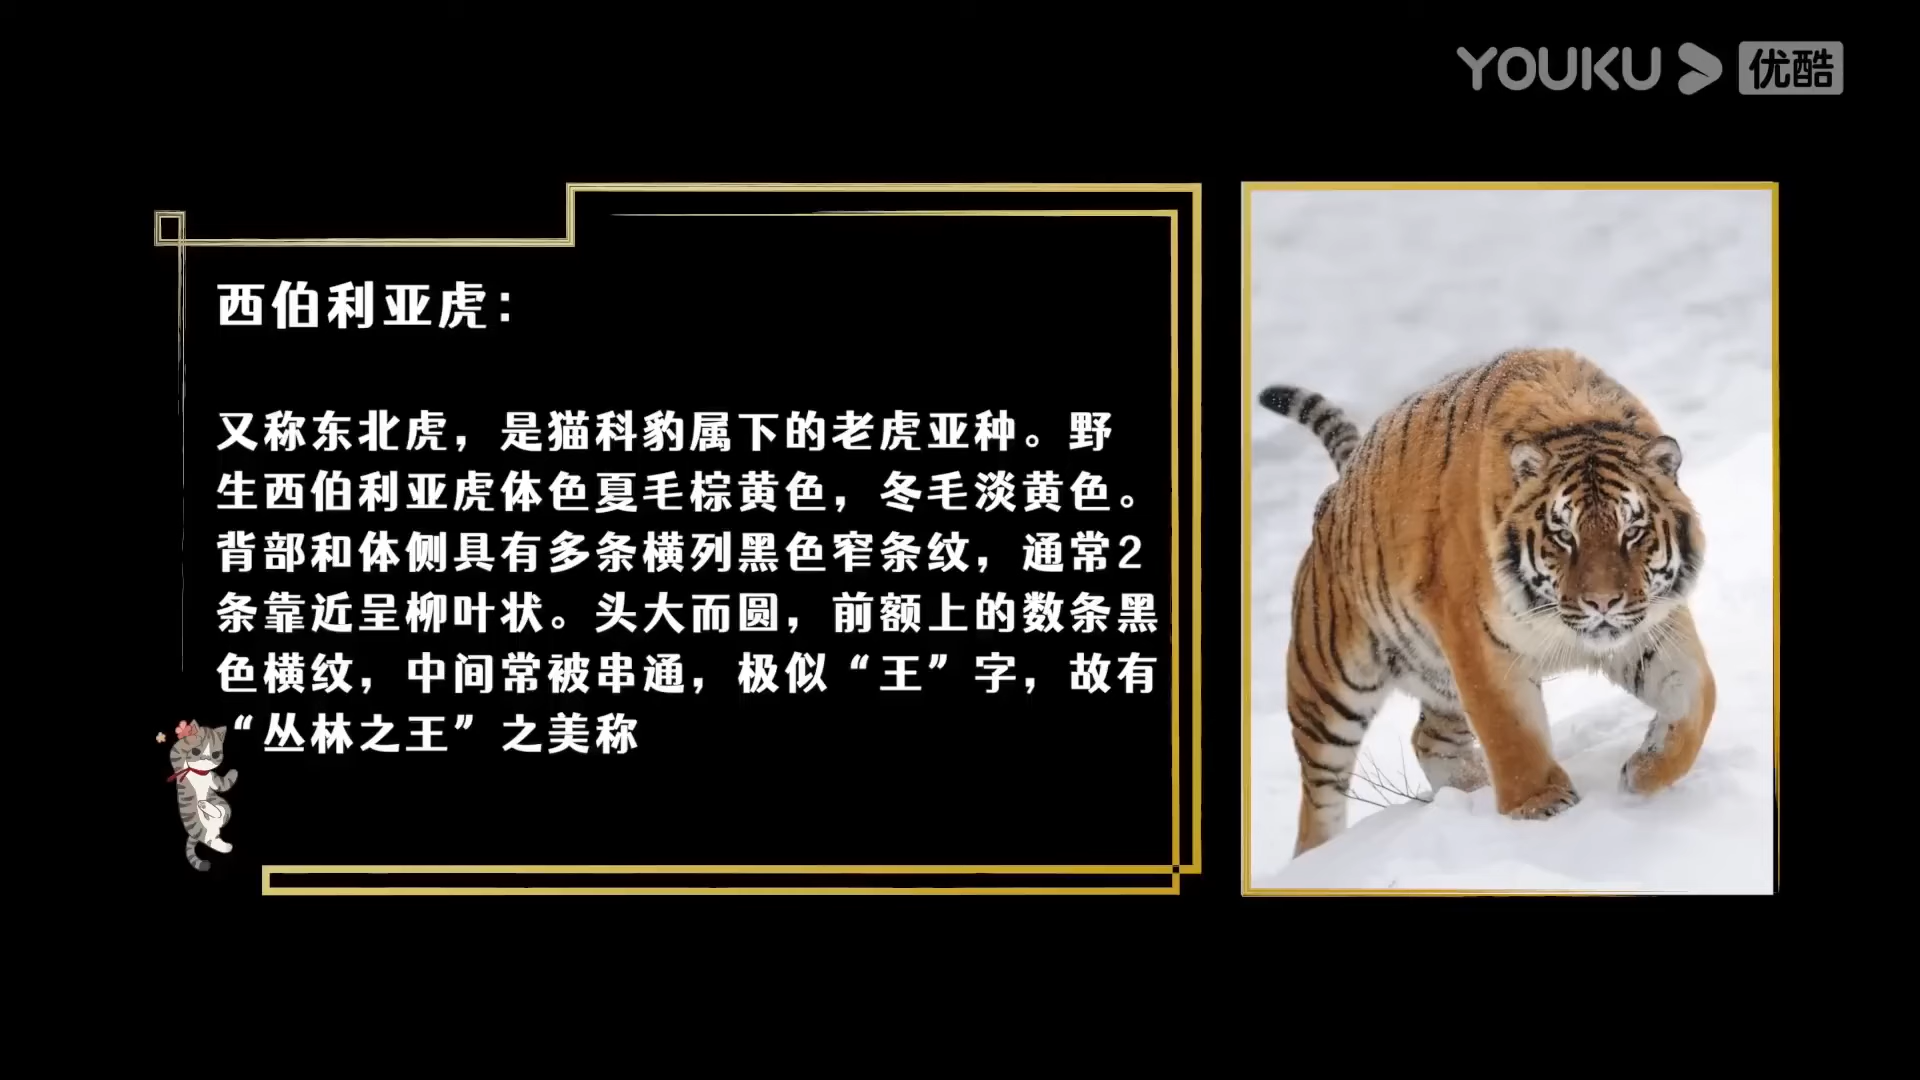 YOUKU 优酷
西伯利亚虎：
又称东北虎，是猫科豹属下的老虎亚种。野
生西伯利亚虎体色夏毛棕黄色，冬毛淡黄色。
背部和体侧具有多条横列黑色窄条纹，通常2
条靠近呈柳叶状。头大而圆，前额上的数条黑
色横纹，中间常被串通，极似“王”字，故有
“丛林之王”之美称